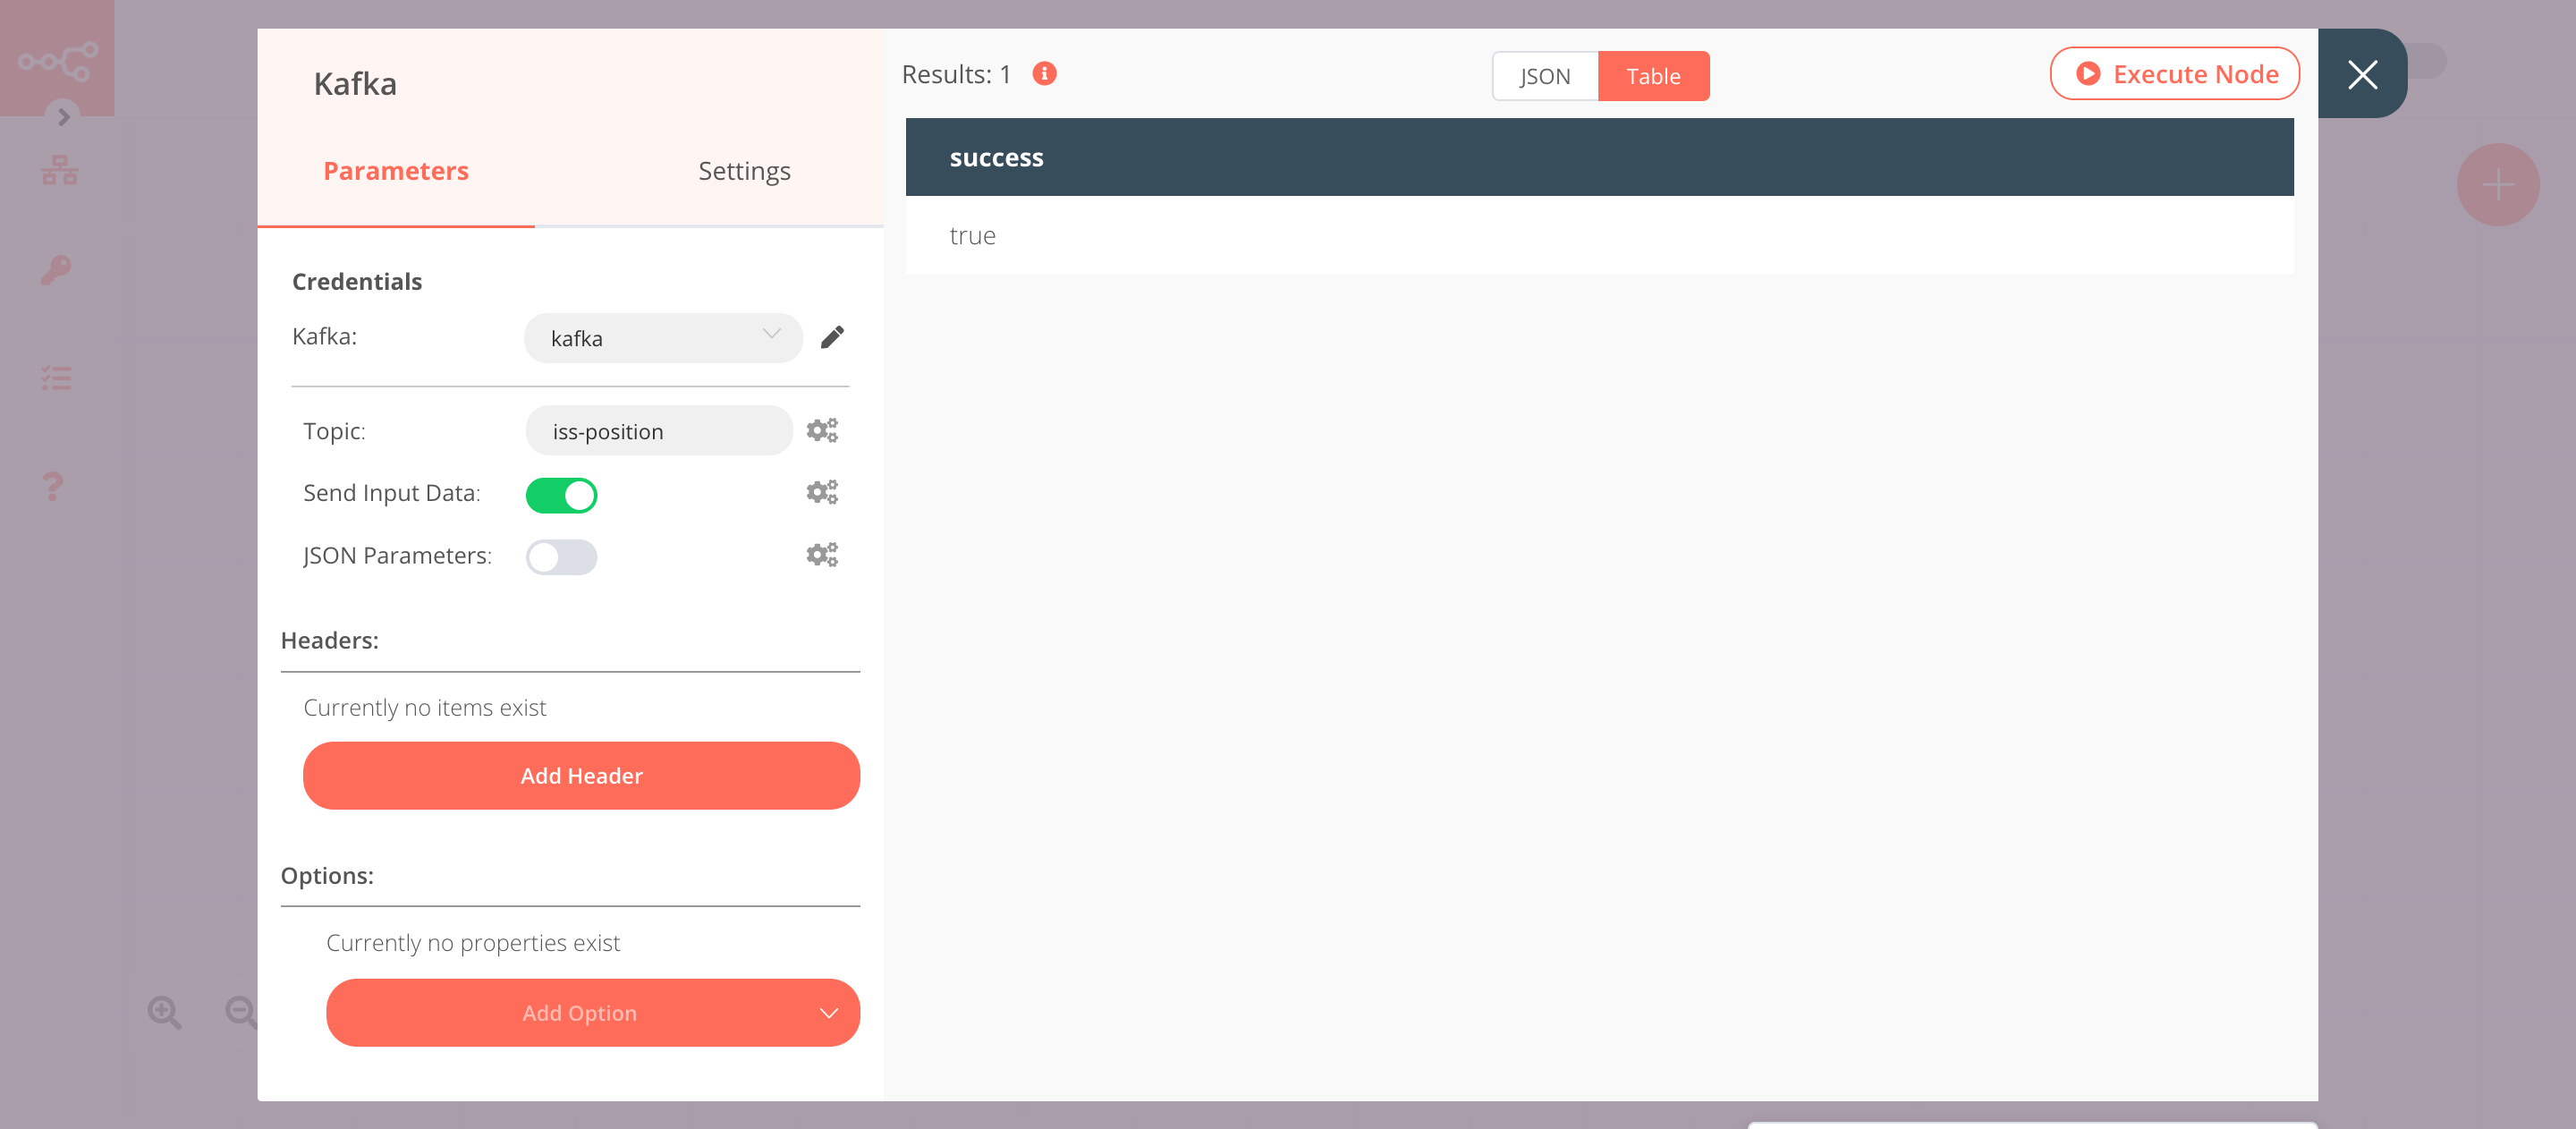 Kafka
Parameters
Settings
Credentials
Kafka:
kafka
Topic:
iss-position
Send Input Data:
JSON Parameters:
Headers:
Currently no items exist
Add Header
Options:
Currently no properties exist
Add Option
Results: 1
JSON
Table
Execute Node
success
true